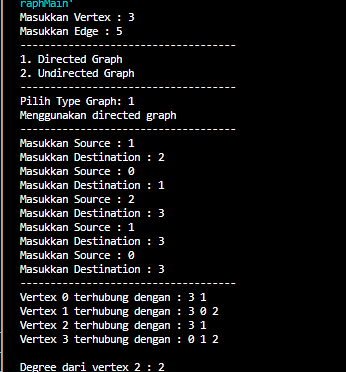 raphMain'
Masukkan Vertex : 3
Masukkan Edge : 5
-----------------------------------
1. Directed Graph
2. Undirected Graph
-----------------------------------
Pilih Type Graph: 1
Menggunakan directed graph
-----------------------------------
Masukkan Source : 1
Masukkan Destination : 2
Masukkan Source : 0
Masukkan Destination : 1
Masukkan Source : 2
Masukkan Destination : 3
Masukkan Source : 1
Masukkan Destination : 3
Masukkan Source : 0
Masukkan Destination : 3
-----------------------------------
Vertex 0 terhubung dengan : 3 1
Vertex 1 terhubung dengan : 3 0 2
Vertex 2 terhubung dengan : 3 1
Vertex 3 terhubung dengan : 0 1 2
Degree dari vertex 2 : 2